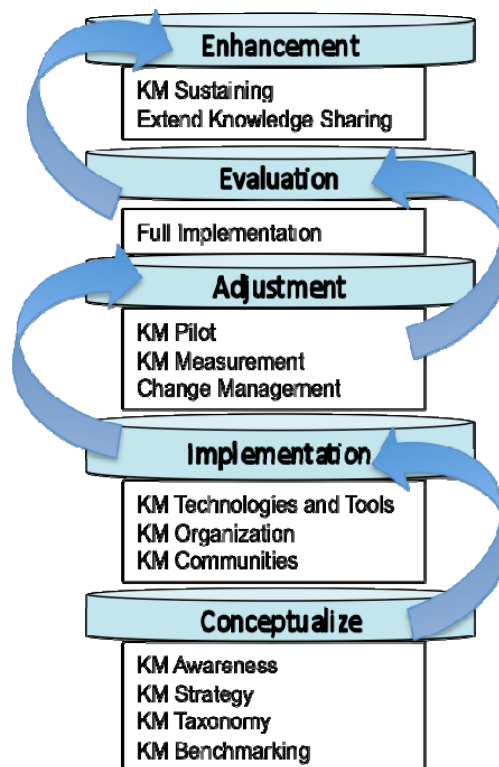 Enhancement
KM Sustaining
Extend Knowledge Sharing
Evaluation
Full Implementation
Adjustment
KM Pilot
KM Measurement
Change Management
Implementation
KM Technologies and Tools
KM Organization
KM Communities
Conceptualize
KM Awareness
KM Strategy
KM Taxonomy
KM Benchmarking